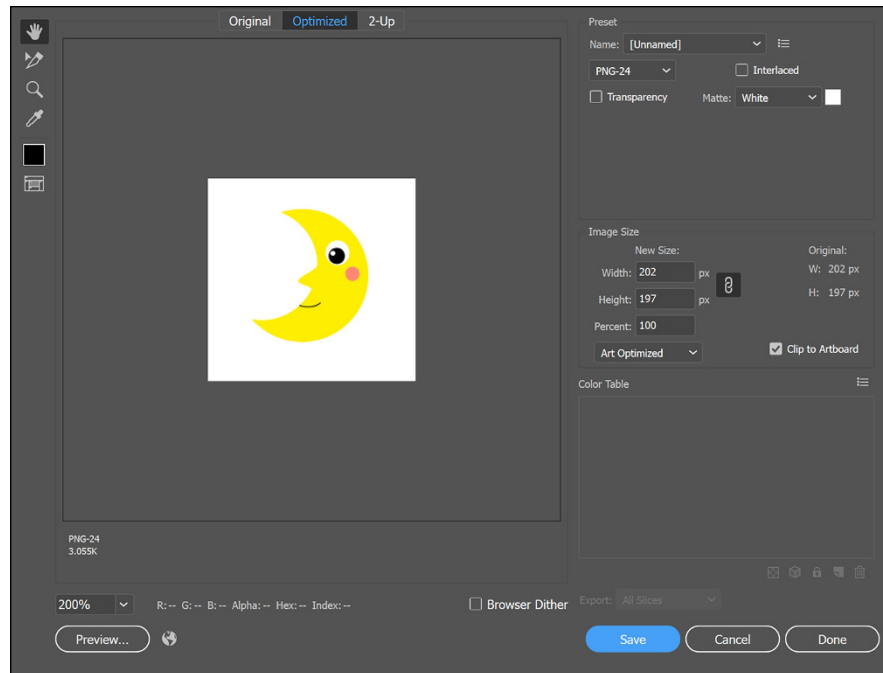 Original Optimized 2-Up
Preset
Name: [Unnamed]
PNG-24 Interlaced
Transparency Matte: White
Image Size
New Size: Original:
Width: 202 px W: 202 px
Height: 197 px H: 197 px
Percent: 100
Art Optimized Clip to Artboard
Color Table
PNG-24
3.055K
200% R: -- G: -- B: -- Alpha: -- Hex: -- Index: -- Browser Dither Export: All Slices
Preview... Save Cancel Done